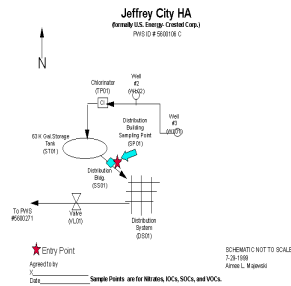 Jeffrey City HA
(formally U.S. Energy- Crested Corp.)
PWS ID # 5600106 C
N
Chlorinator
(TP01)
Cl
Well
#2
Well
#3
63 K Gal.Storage
Tank
(ST01)
Distribution
Building
Sampling Point
(SP01)
Distribution
Bldg.
(SS01)
To PWS
#5600271
Valve
(VL01)
Distribution
System
(DS01)
Entry Point
Agreed to by
X
Date
Sample Points are for Nitrates, IOCs, SOCs, and VOCs.
SCHEMATIC NOT TO SCALE
7-29-1999
Aimee L. Majewski